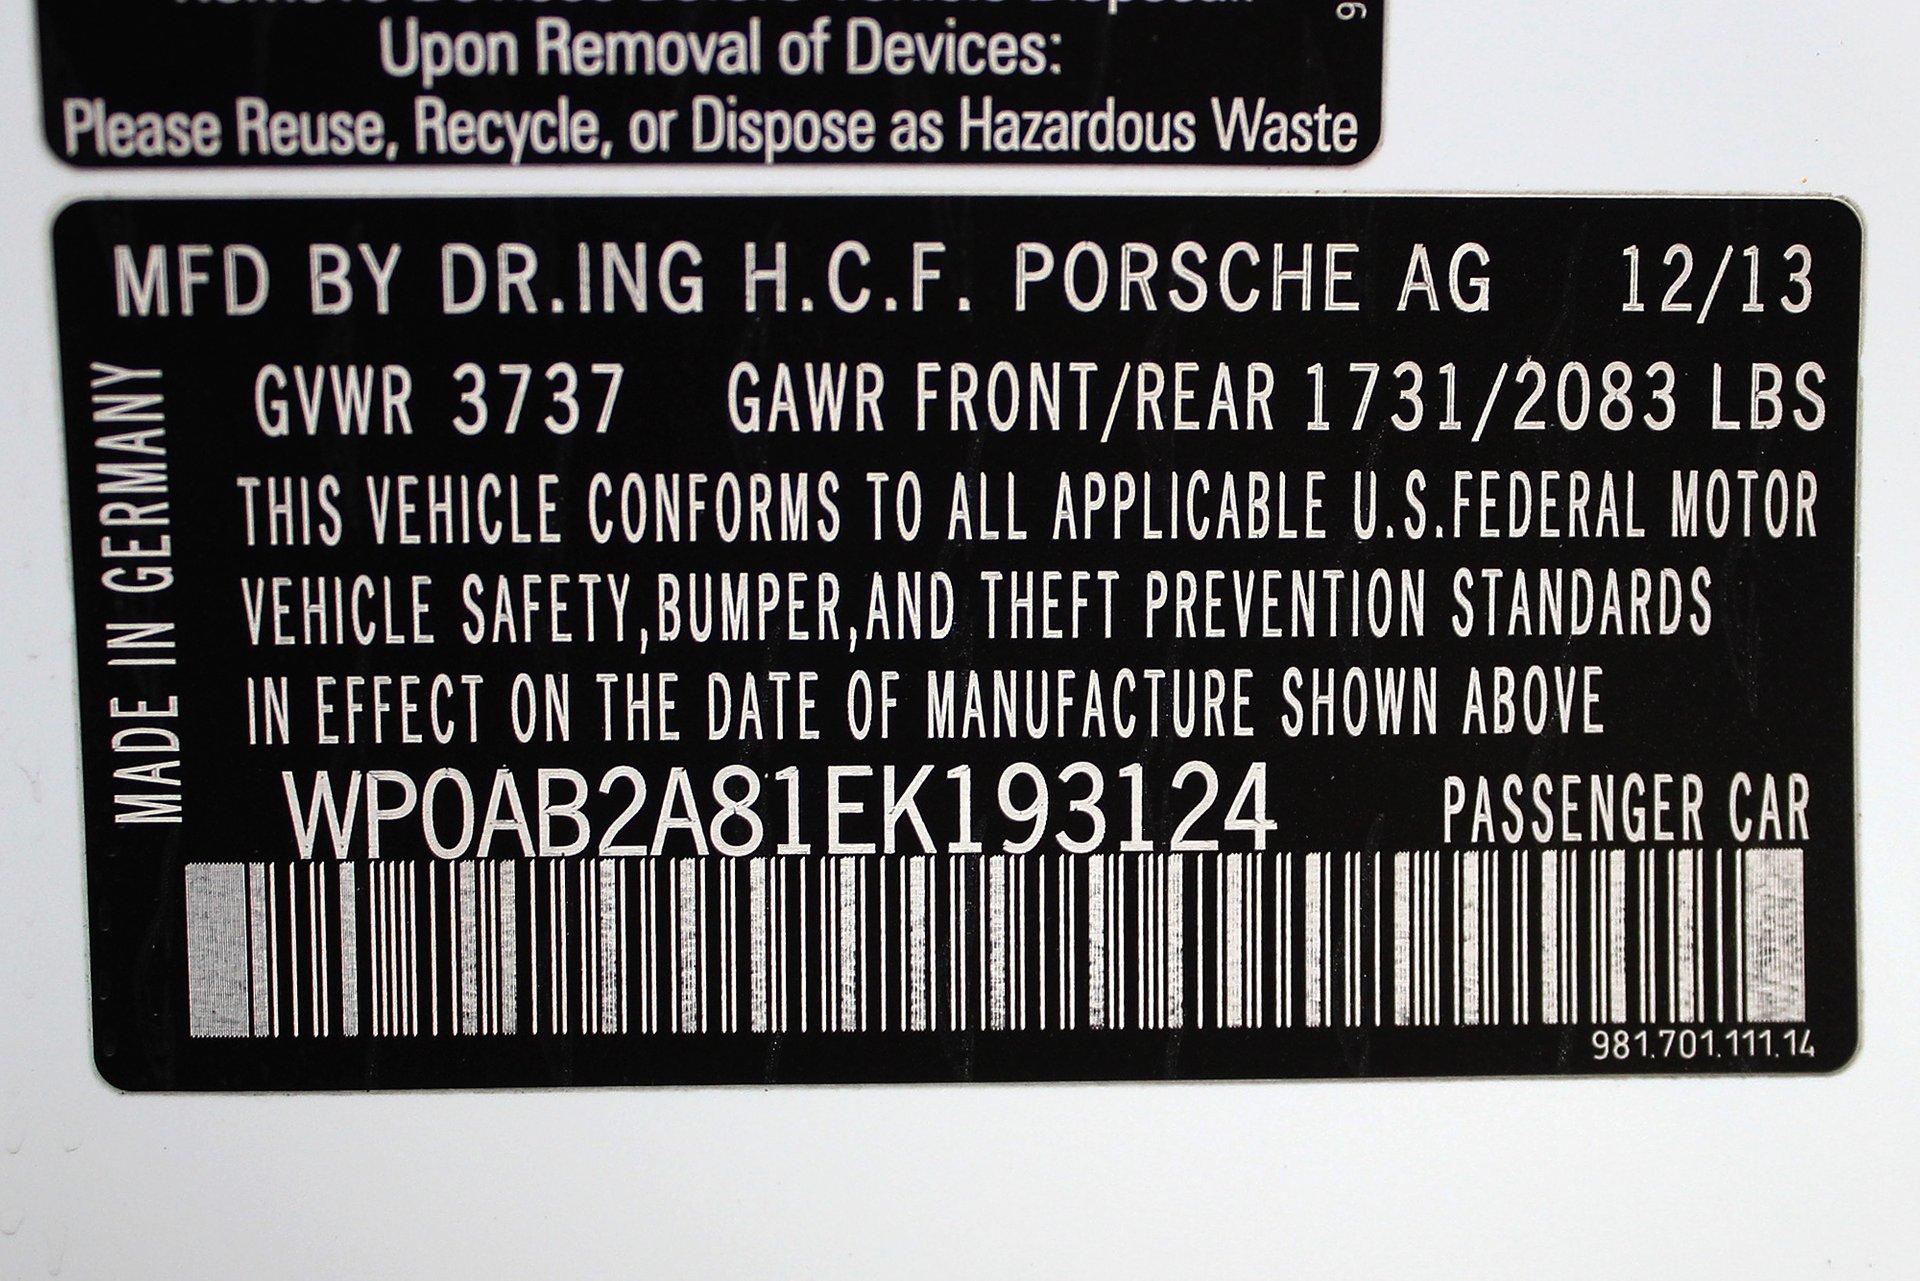 Upon Removal of Devices:
Please Reuse, Recycle, or Dispose as Hazardous Waste
MFD BY DR.ING H.C.F. PORSCHE AG 12/13
GVWR 3737 GAWR FRONT/REAR 1731/2083 LBS
THIS VEHICLE CONFORMS TO ALL APPLICABLE U.S.FEDERAL MOTOR
VEHICLE SAFETY,BUMPER,AND THEFT PREVENTION STANDARDS
IN EFFECT ON THE DATE OF MANUFACTURE SHOWN ABOVE
WP0AB2A81EK193124 PASSENGER CAR
981.701.111.14
MADE IN GERMANY